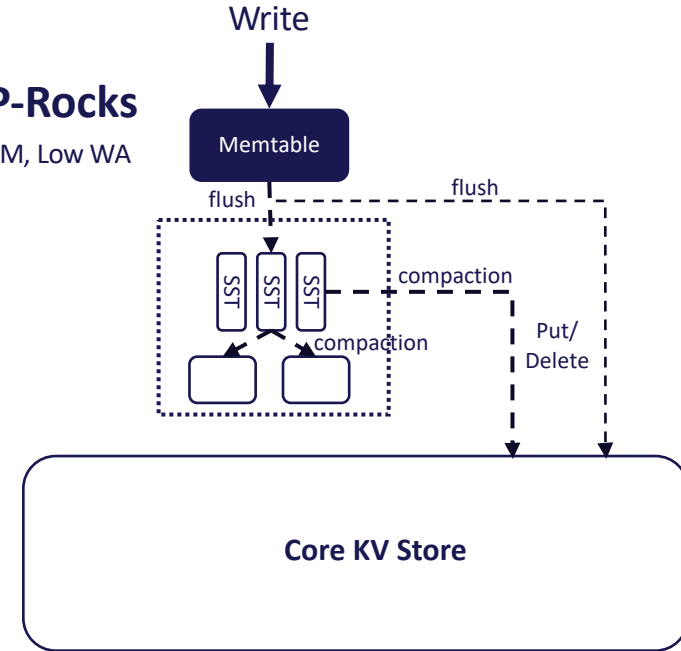 Write
P-Rocks
M, Low WA
Memtable
flush
flush
SST
SST
SST
compaction
compaction
Put/
Delete
Core KV Store